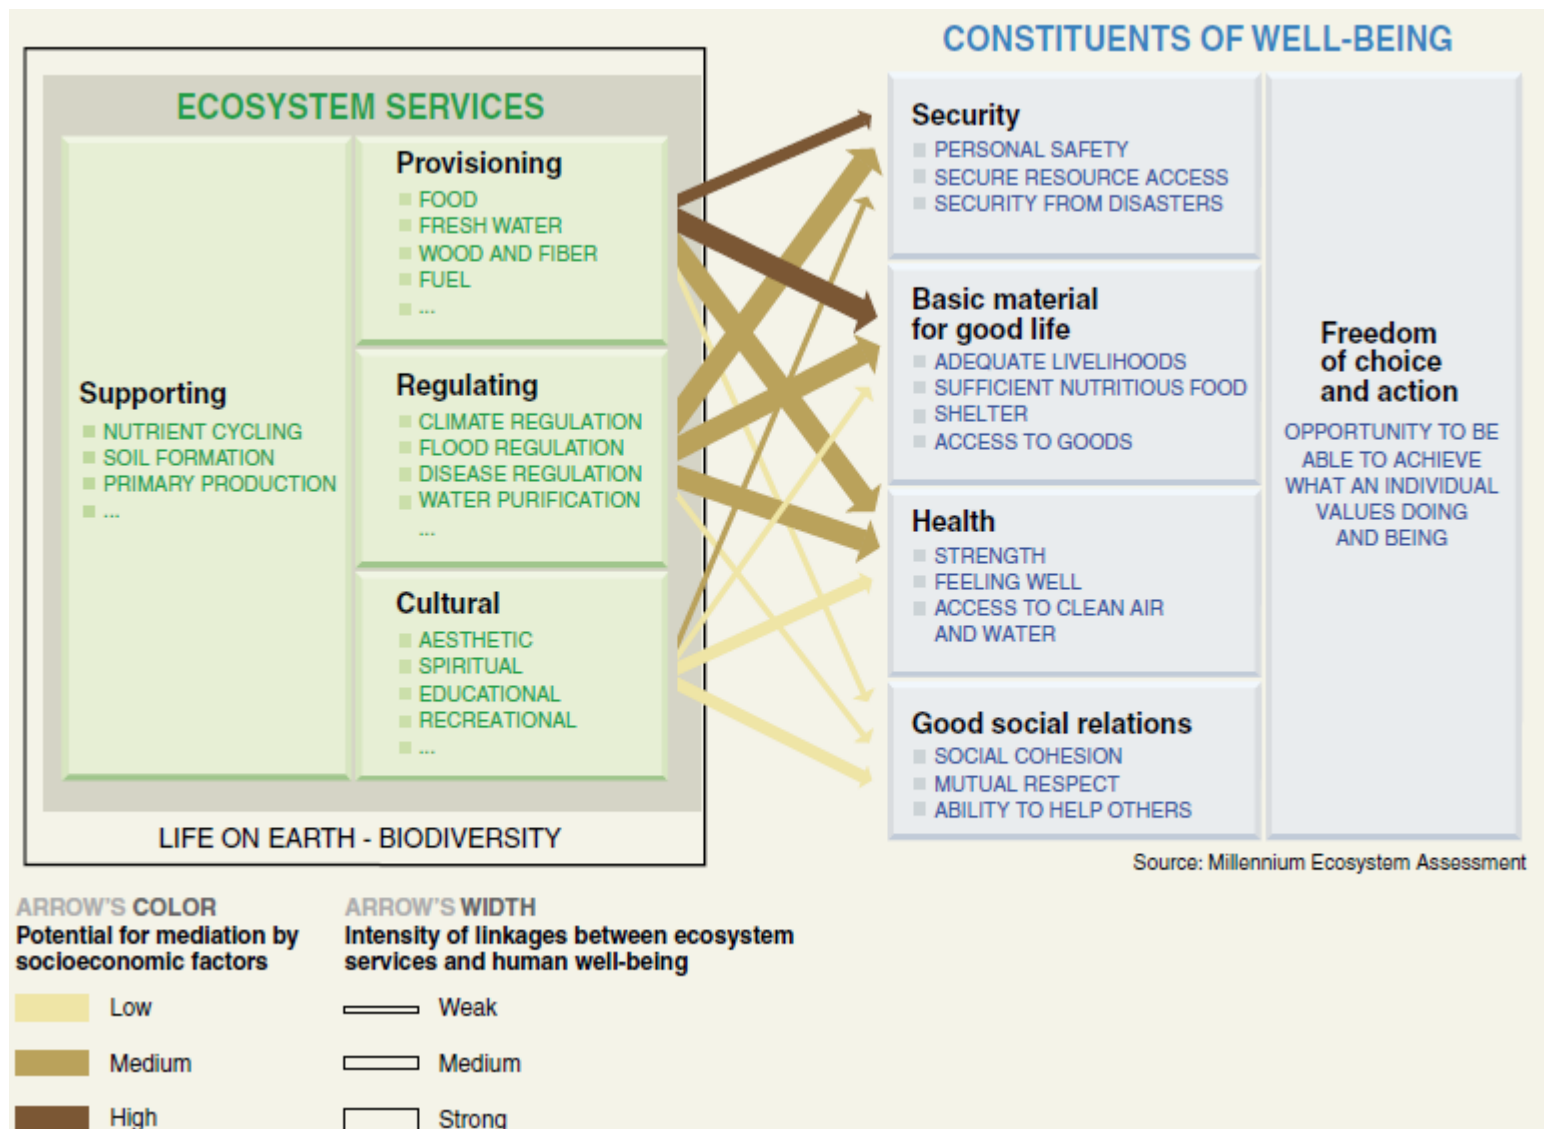 CONSTITUENTS OF WELL-BEING
ECOSYSTEM SERVICES
Supporting
NUTRIENT CYCLING
SOIL FORMATION
PRIMARY PRODUCTION
...
Provisioning
FOOD
FRESH WATER
WOOD AND FIBER
FUEL
...
Regulating
CLIMATE REGULATION
FLOOD REGULATION
DISEASE REGULATION
WATER PURIFICATION
...
Cultural
AESTHETIC
SPIRITUAL
EDUCATIONAL
RECREATIONAL
...
LIFE ON EARTH - BIODIVERSITY
Security
PERSONAL SAFETY
SECURE RESOURCE ACCESS
SECURITY FROM DISASTERS
Basic material
for good life
ADEQUATE LIVELIHOODS
SUFFICIENT NUTRITIOUS FOOD
SHELTER
ACCESS TO GOODS
Health
STRENGTH
FEELING WELL
ACCESS TO CLEAN AIR
AND WATER
Good social relations
SOCIAL COHESION
MUTUAL RESPECT
ABILITY TO HELP OTHERS
Freedom
of choice
and action
OPPORTUNITY TO BE
ABLE TO ACHIEVE
WHAT AN INDIVIDUAL
VALUES DOING
AND BEING
Source: Millennium Ecosystem Assessment
ARROW'S COLOR
Potential for mediation by
socioeconomic factors
Low
Medium
High
ARROW'S WIDTH
Intensity of linkages between ecosystem
services and human well-being
Weak
Medium
Strong